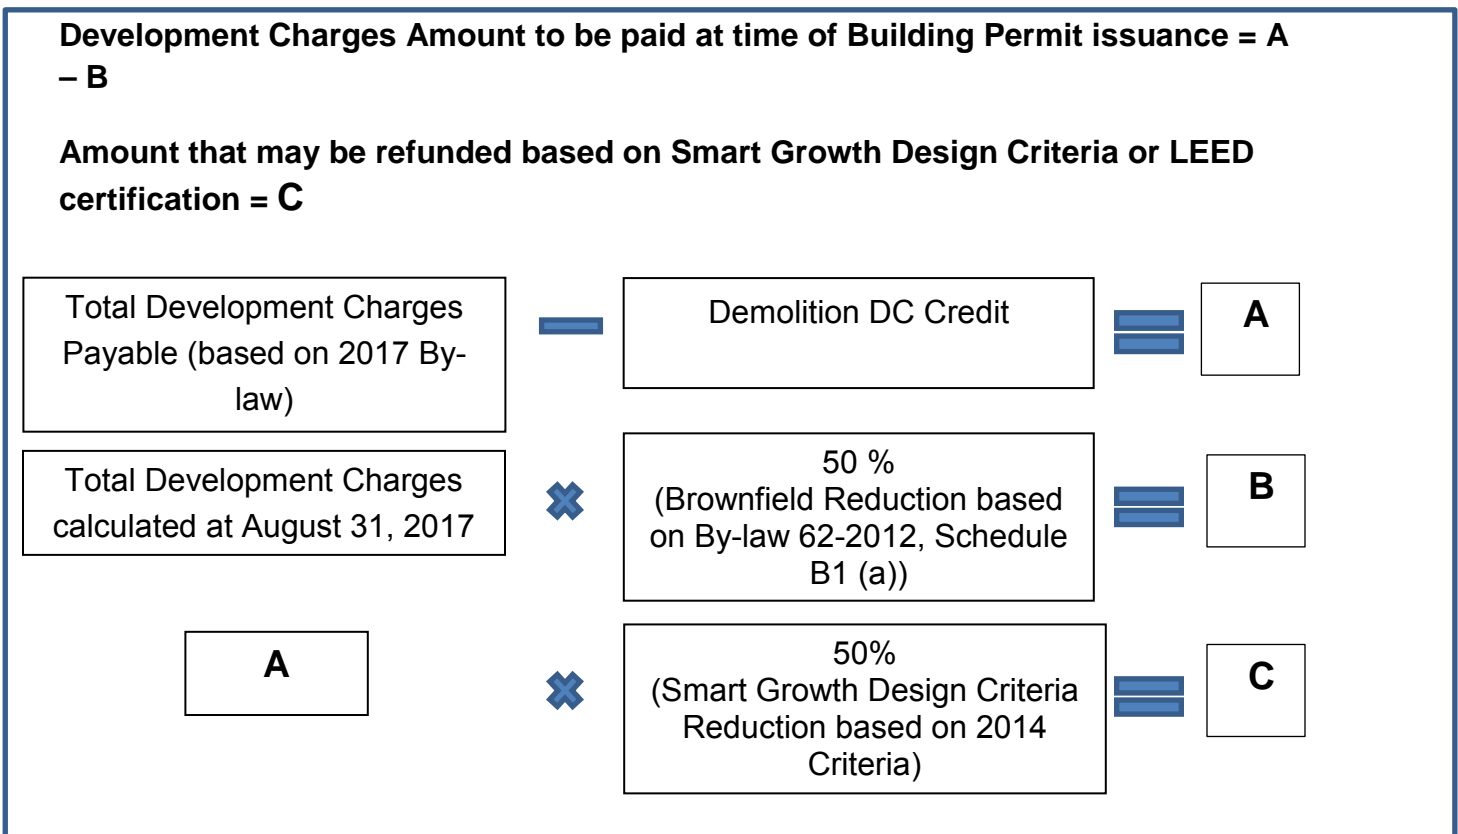 Development Charges Amount to be paid at time of Building Permit issuance = A
– B
Amount that may be refunded based on Smart Growth Design Criteria or LEED
certification = C
Total Development Charges
Payable (based on 2017 By-
law)
Demolition DC Credit
A
Total Development Charges
calculated at August 31, 2017
50 %
(Brownfield Reduction based
on By-law 62-2012, Schedule
B1 (a))
B
A
50%
(Smart Growth Design Criteria
Reduction based on 2014
Criteria)
C